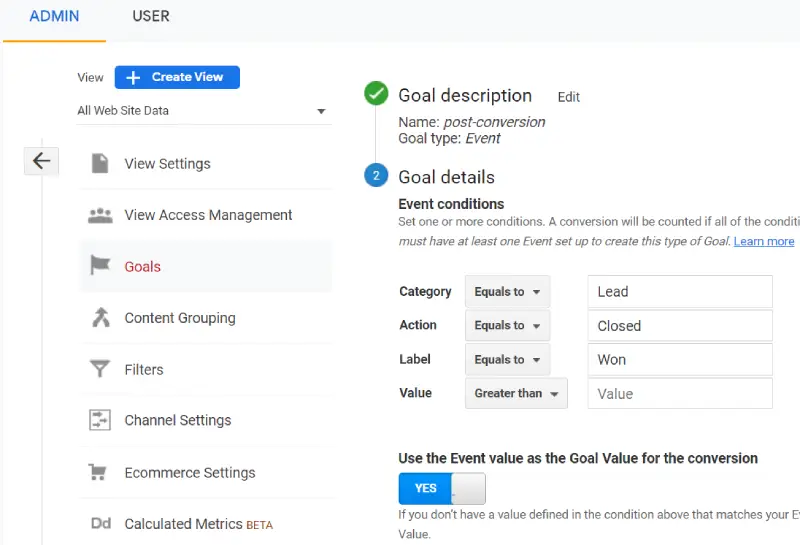 ADMIN USER
View + Create View
All Web Site Data
View Settings
View Access Management
Goals
Content Grouping
Filters
Channel Settings
Ecommerce Settings
Dd Calculated Metrics BETA
Goal description Edit
Name: post-conversion
Goal type: Event
2 Goal details
Event conditions
Set one or more conditions. A conversion will be counted if all of the conditi
must have at least one Event set up to create this type of Goal. Learn more
Category Equals to Lead
Action Equals to Closed
Label Equals to Won
Value Greater than Value
Use the Event value as the Goal Value for the conversion
YES
If you don't have a value defined in the condition above that matches your E
Value.